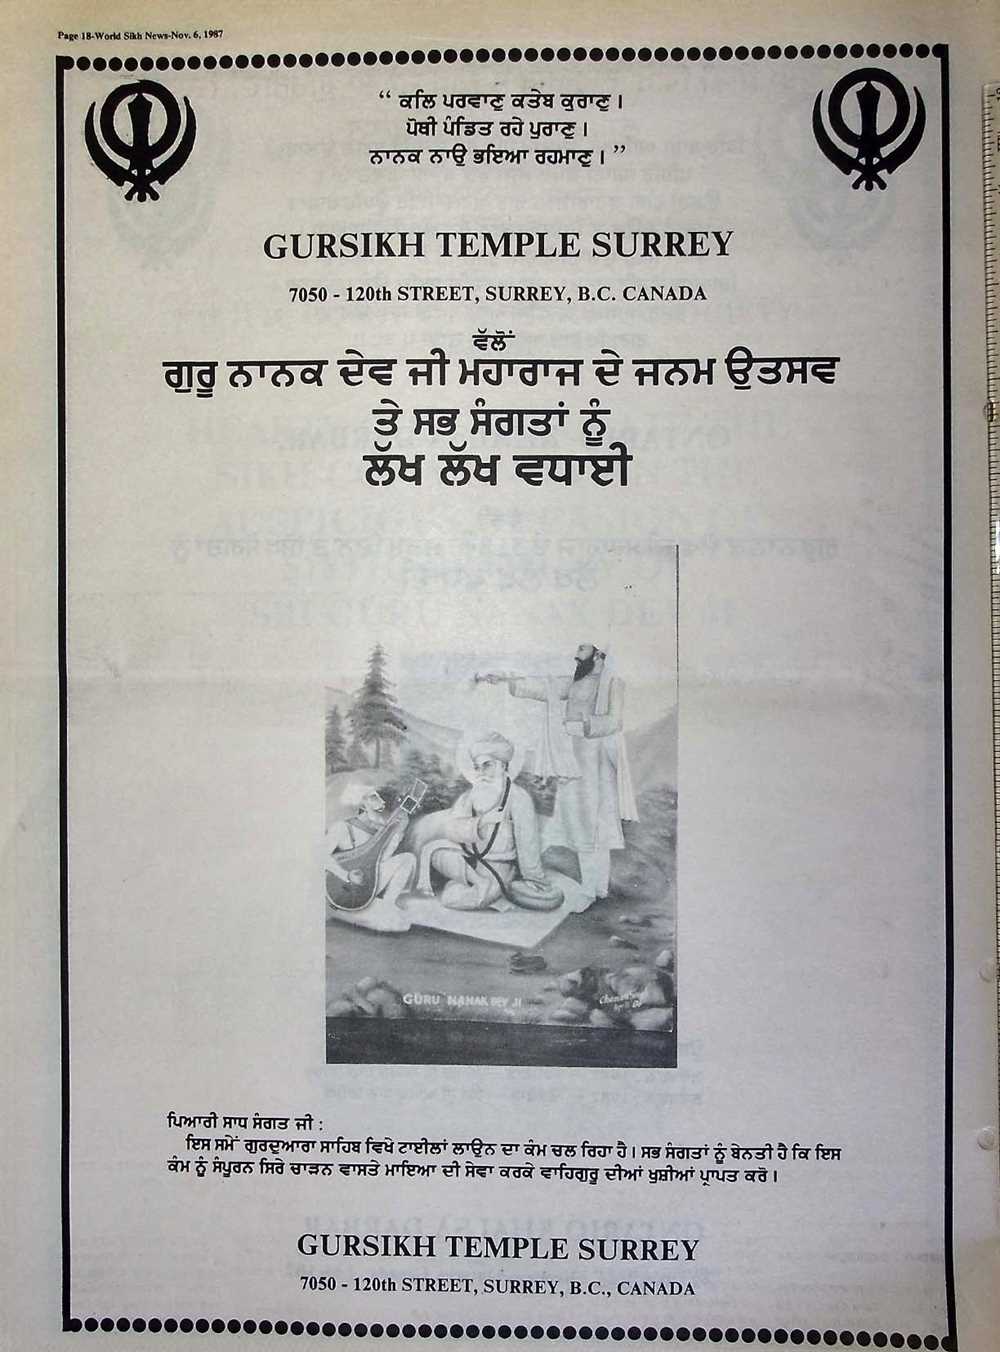 Page 18-World Sikh News-Nov. 6, 1987
“ ਕਲਿ ਪਰਵਾਣੁ ਕਤੇਬ ਕੁਰਾਣੁ ।
ਪੋਥੀ ਪੰਡਿਤ ਰਹੇ ਪੁਰਾਣੁ ।
ਨਾਨਕ ਨਾਉ ਭਇਆ ਰਹਮਾਣੁ । ”
GURSIKH TEMPLE SURREY
7050 - 120th STREET, SURREY, B.C. CANADA
ਵੱਲੋਂ
ਗੁਰੂ ਨਾਨਕ ਦੇਵ ਜੀ ਮਹਾਰਾਜ ਦੇ ਜਨਮ ਉਤਸਵ
ਤੇ ਸਭ ਸੰਗਤਾਂ ਨੂੰ
ਲੱਖ ਲੱਖ ਵਧਾਈ
GURU NANAK DEV JI
ਪਿਆਰੀ ਸਾਧ ਸੰਗਤ ਜੀ :
ਇਸ ਸਮੇਂ ਗੁਰਦੁਆਰਾ ਸਾਹਿਬ ਵਿਖੇ ਟਾਈਲਾਂ ਲਾਉਨ ਦਾ ਕੰਮ ਚਲ ਰਿਹਾ ਹੈ । ਸਭ ਸੰਗਤਾਂ ਨੂੰ ਬੇਨਤੀ ਹੈ ਕਿ ਇਸ
ਕੰਮ ਨੂੰ ਸੰਪੂਰਨ ਸਿਰੇ ਚਾੜਨ ਵਾਸਤੇ ਮਾਇਆ ਦੀ ਸੇਵਾ ਕਰਕੇ ਵਾਹਿਗੁਰੂ ਦੀਆਂ ਖੁਸ਼ੀਆਂ ਪ੍ਰਾਪਤ ਕਰੋ ।
GURSIKH TEMPLE SURREY
7050 - 120th STREET, SURREY, B.C., CANADA